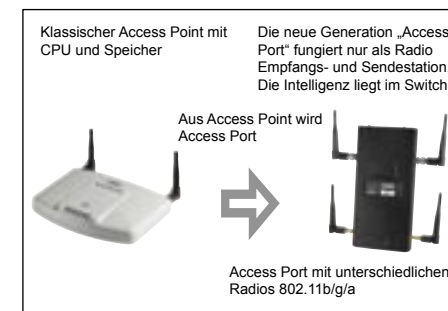 Klassischer Access Point mit
CPU und Speicher
Die neue Generation „Access
Port“ fungiert nur als Radio
Empfangs- und Sendestation.
Die Intelligenz liegt im Switch
Aus Access Point wird
Access Port
Access Port mit unterschiedlichen
Radios 802.11b/g/a